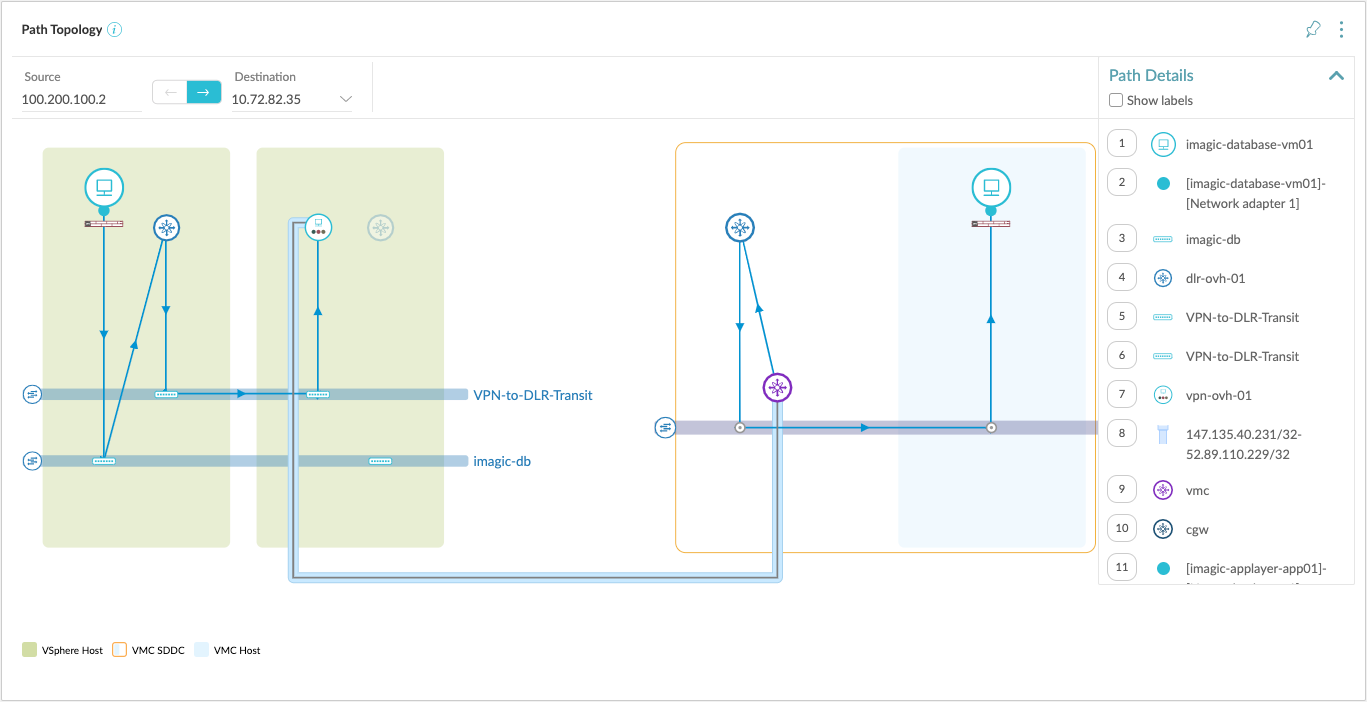 Path Topology
Source
100.200.100.2
Destination
10.72.82.35
Path Details
Show labels
1
imagic-database-vm01
2
[imagic-database-vm01]-
[Network adapter 1]
3
imagic-db
4
dlr-ovh-01
5
VPN-to-DLR-Transit
6
VPN-to-DLR-Transit
7
vpn-ovh-01
8
147.135.40.231/32-
52.89.110.229/32
9
vmc
10
cgw
11
[imagic-applayer-app01]-
VPN-to-DLR-Transit
imagic-db
VSphere Host
VMC SDDC
VMC Host